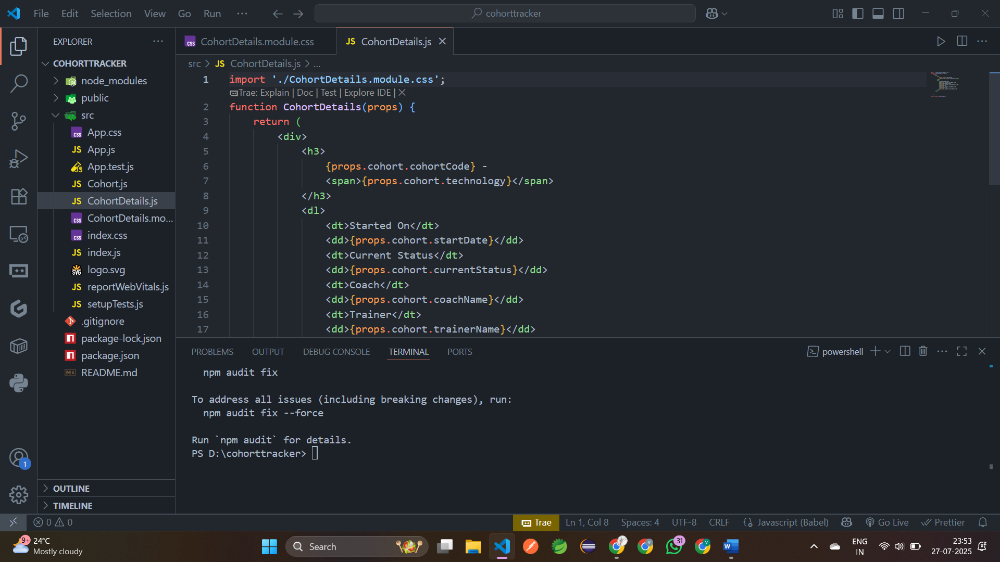 File Edit Selection View Go Run ···
cohorttracker
EXPLORER
COHORTTRACKER
node_modules
public
src
App.css
App.js
App.test.js
Cohort.js
CohortDetails.js
CohortDetails.mo...
index.css
index.js
logo.svg
reportWebVitals.js
setupTests.js
.gitignore
package-lock.json
package.json
README.md
OUTLINE
TIMELINE
CohortDetails.module.css
JS CohortDetails.js
src > JS CohortDetails.js > ...
1 import './CohortDetails.module.css';
Trae: Explain | Doc | Test | Explore IDE | X
2 function CohortDetails(props) {
3 return (
4 <div>
5 <h3>
6 {props.cohort.cohortCode} -
7 <span>{props.cohort.technology}</span>
8 </h3>
9 <dl>
10 <dt>Started On</dt>
11 <dd>{props.cohort.startDate}</dd>
12 <dt>Current Status</dt>
13 <dd>{props.cohort.currentStatus}</dd>
14 <dt>Coach</dt>
15 <dd>{props.cohort.coachName}</dd>
16 <dt>Trainer</dt>
17 <dd>{props.cohort.trainerName}</dd>
PROBLEMS OUTPUT DEBUG CONSOLE TERMINAL PORTS
powershell
npm audit fix
To address all issues (including breaking changes), run:
npm audit fix --force
Run `npm audit` for details.
PS D:\cohorttracker>
1
0 0
Trae
Ln 1, Col 8 Spaces: 4 UTF-8 CRLF {} Javascript (Babel) Go Live Prettier
9+
24°C
Mostly cloudy
Search
31
ENG
IN
23:53
27-07-2025